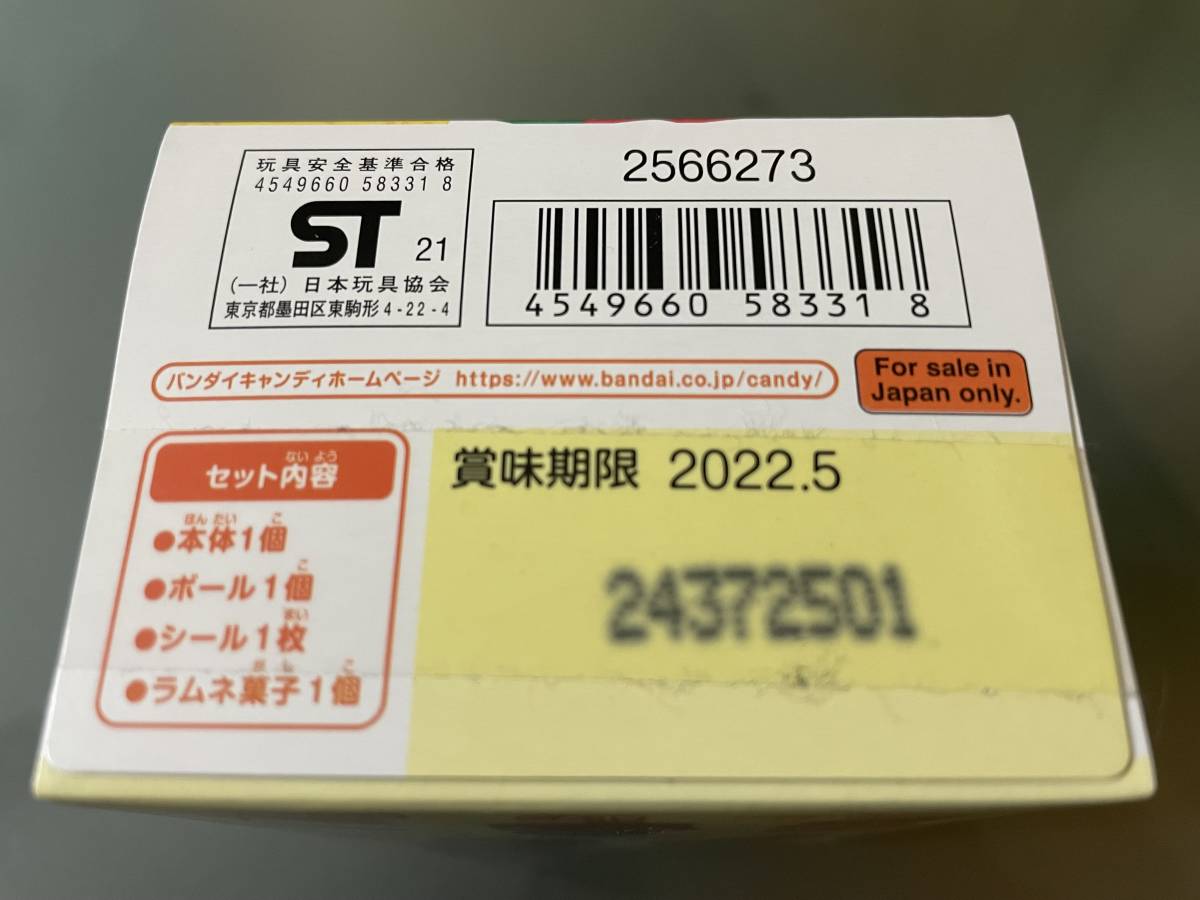 玩具安全基準合格
4549660 58331 8
ST 21
(一社) 日本玩具協会
東京都墨田区東駒形4-22-4
2566273
4549660 58331 8
バンダイキャンディホームページ https://www.bandai.co.jp/candy/
For sale in
Japan only.
ないよう
セット内容
ほんたい こ
●本体1個
こ
●ボール1個
まい
●シール1枚
がし こ
●ラムネ菓子1個
賞味期限 2022.5
24372501